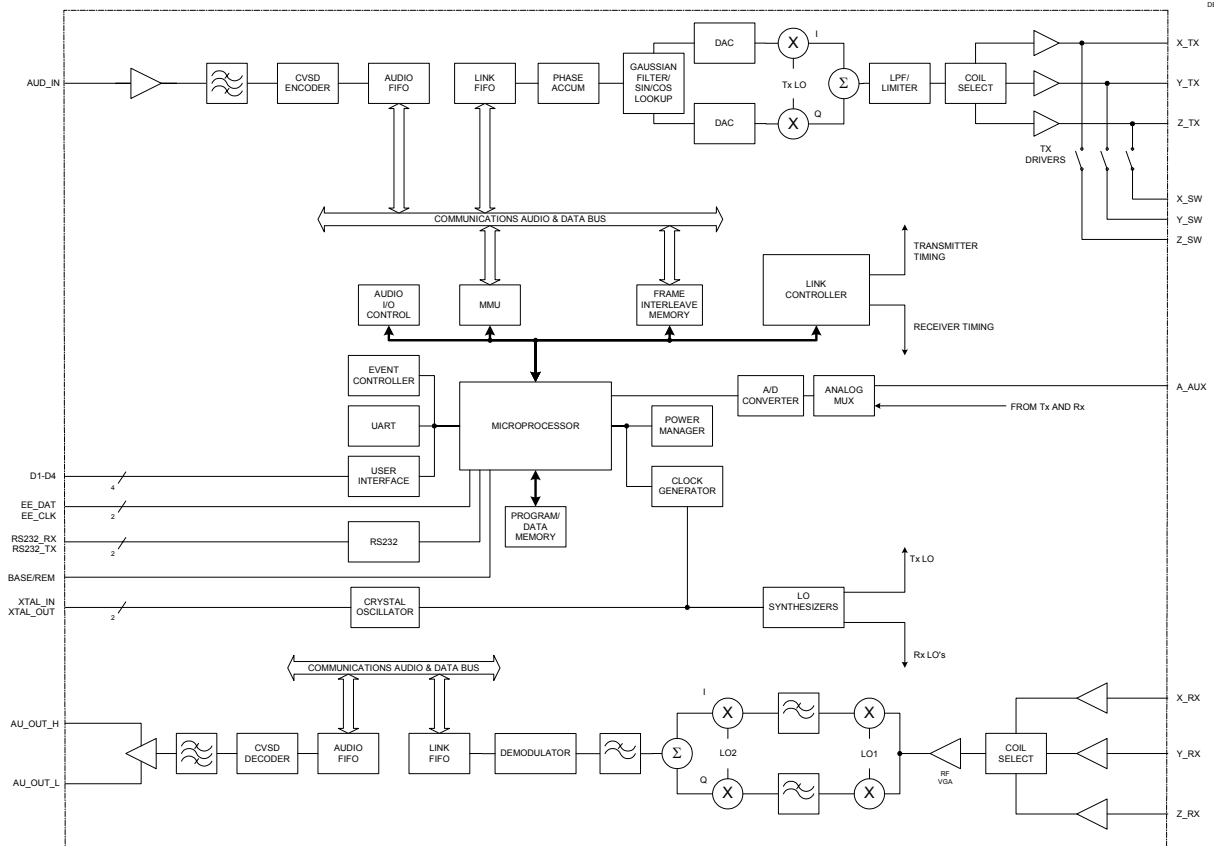 DE
AUD_IN
CVSD
ENCODER
AUDIO
FIFO
LINK
FIFO
PHASE
ACCUM
GAUSSIAN
FILTER/
SIN/COS
LOOKUP
DAC
DAC
X
I
Tx LO
X
Q
Σ
LPF/
LIMITER
COIL
SELECT
TX
DRIVERS
X_TX
Y_TX
Z_TX
X_SW
Y_SW
Z_SW
COMMUNICATIONS AUDIO & DATA BUS
AUDIO
I/O
CONTROL
MMU
FRAME
INTERLEAVE
MEMORY
LINK
CONTROLLER
TRANSMITTER
TIMING
RECEIVER TIMING
EVENT
CONTROLLER
UART
USER
INTERFACE
MICROPROCESSOR
A/D
CONVERTER
ANALOG
MUX
A_AUX
FROM Tx AND Rx
POWER
MANAGER
CLOCK
GENERATOR
PROGRAM/
DATA
MEMORY
D1-D4
4
EE_DAT
EE_CLK
2
RS232_RX
RS232_TX
2
RS232
BASE/REM
XTAL_IN
XTAL_OUT
2
CRYSTAL
OSCILLATOR
LO
SYNTHESIZERS
Tx LO
Rx LO's
COMMUNICATIONS AUDIO & DATA BUS
AU_OUT_H
AU_OUT_L
CVSD
DECODER
AUDIO
FIFO
LINK
FIFO
DEMODULATOR
Σ
I
X
LO2
Q
X
X
LO1
X
RF
VGA
COIL
SELECT
X_RX
Y_RX
Z_RX